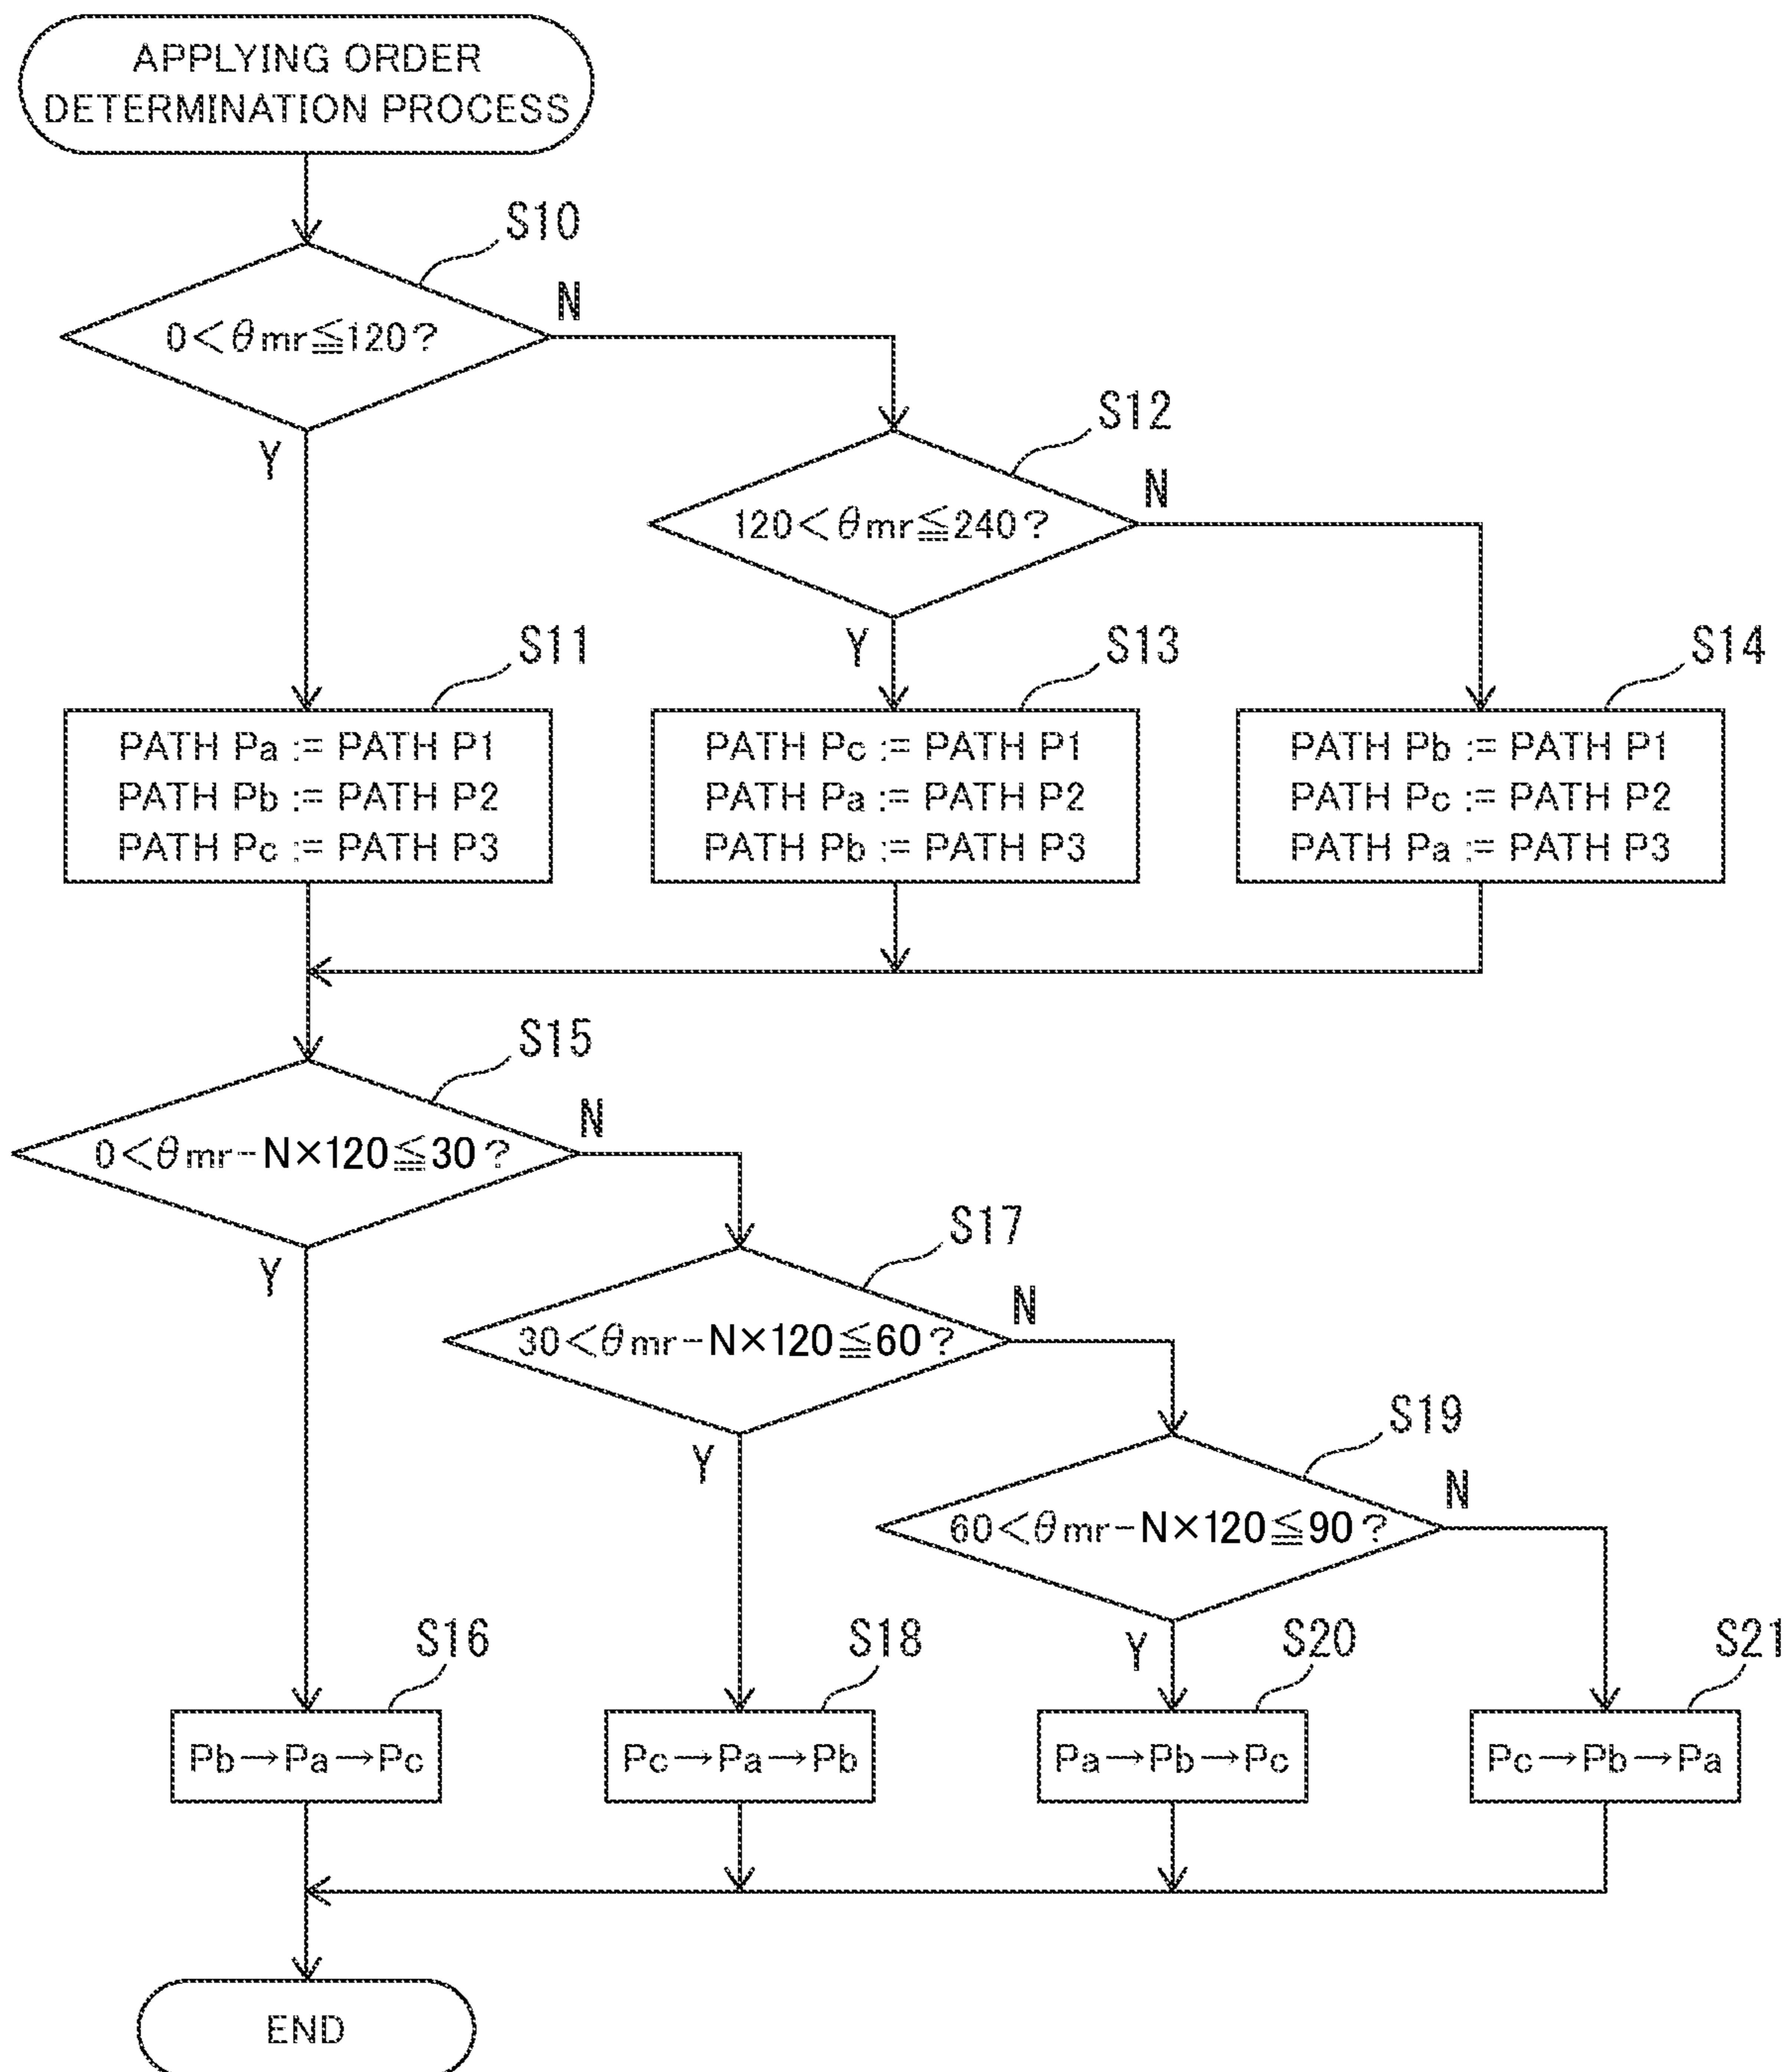 APPLYING ORDER
DETERMINATION PROCESS
S10
0<θmr≦120?
N
Y
S12
120<θmr≦240?
N
Y
S11
PATH Pa := PATH P1
PATH Pb := PATH P2
PATH Pc := PATH P3
S13
PATH Pc := PATH P1
PATH Pa := PATH P2
PATH Pb := PATH P3
S14
PATH Pb := PATH P1
PATH Pc := PATH P2
PATH Pa := PATH P3
S15
0<θmr-N×120≦30?
N
Y
S17
30<θmr-N×120≦60?
N
Y
S19
60<θmr-N×120≦90?
N
Y
S16
Pb→Pa→Pc
S18
Pc→Pa→Pb
S20
Pa→Pb→Pc
S21
Pc→Pb→Pa
END